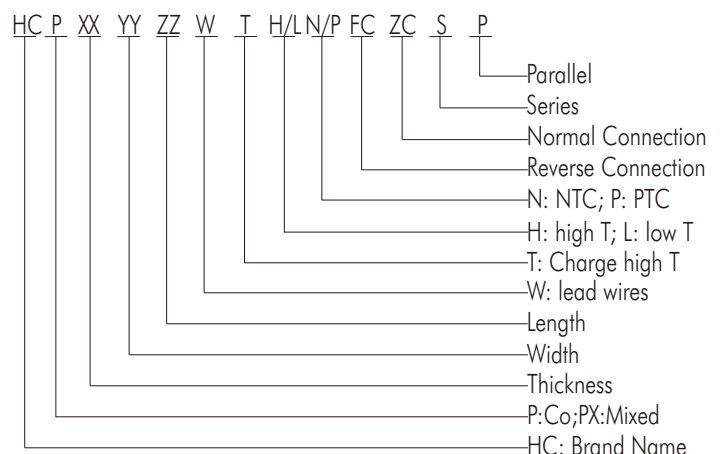 HC P XX YY ZZ W T H/L N/P FC ZC S P
Parallel
Series
Normal Connection
Reverse Connection
N: NTC; P: PTC
H: high T; L: low T
T: Charge high T
W: lead wires
Length
Width
Thickness
P:Co;PX:Mixed
HC: Brand Name